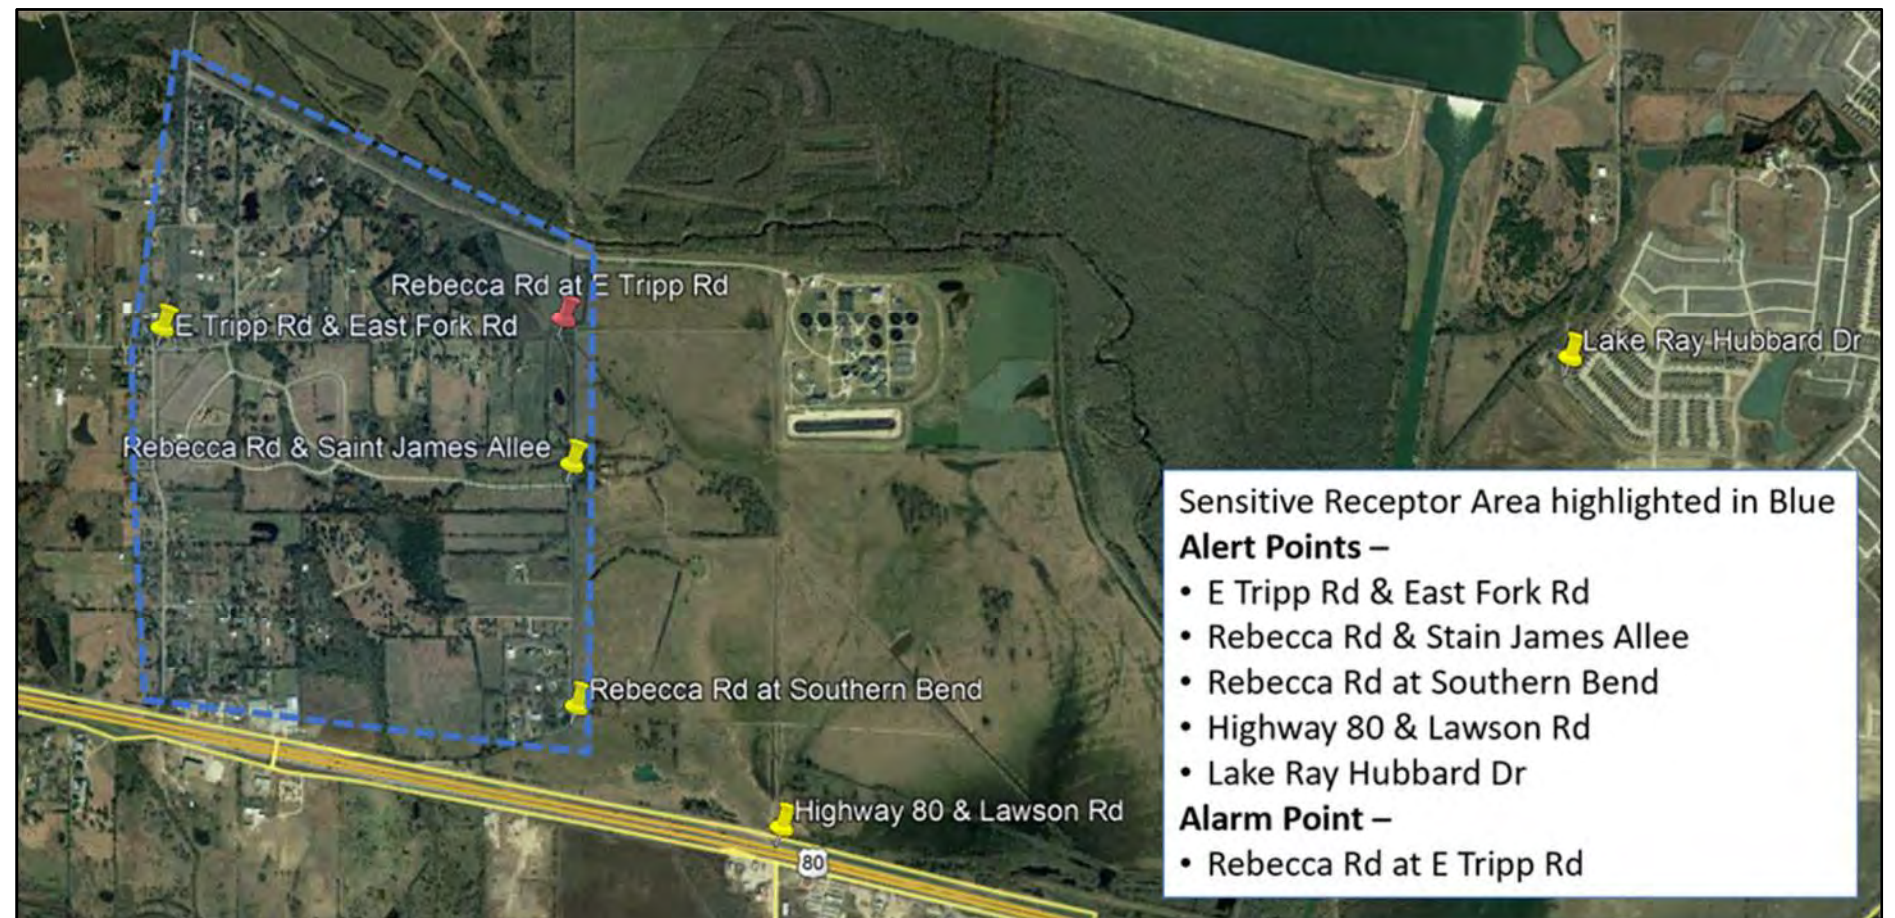 Rebecca Rd at E Tripp Rd
E Tripp Rd & East Fork Rd
Lake Ray Hubbard Dr
Rebecca Rd & Saint James Allee
Rebecca Rd at Southern Bend
Highway 80 & Lawson Rd
80
Sensitive Receptor Area highlighted in Blue
Alert Points –
• E Tripp Rd & East Fork Rd
• Rebecca Rd & Stain James Allee
• Rebecca Rd at Southern Bend
• Highway 80 & Lawson Rd
• Lake Ray Hubbard Dr
Alarm Point –
• Rebecca Rd at E Tripp Rd